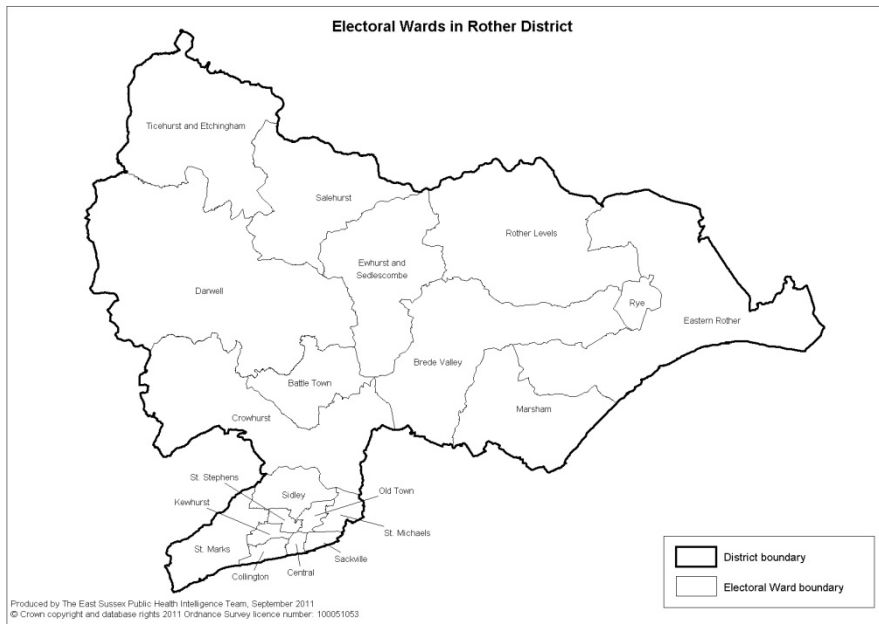 Electoral Wards in Rother District
Ticehurst and Etchingham
Salehurst
Rother Levels
Ewhurst and
Sedlescombe
Darwell
Rye
Eastern Rother
Brede Valley
Battle Town
Marsham
Crowhurst
St. Stephens
Sidley
Old Town
Kewhurst
St. Michaels
St. Marks
Sackville
Central
Collington
District boundary
Electoral Ward boundary
Produced by The East Sussex Public Health Intelligence Team, September 2011
© Crown copyright and database rights 2011 Ordnance Survey licence number: 100051053